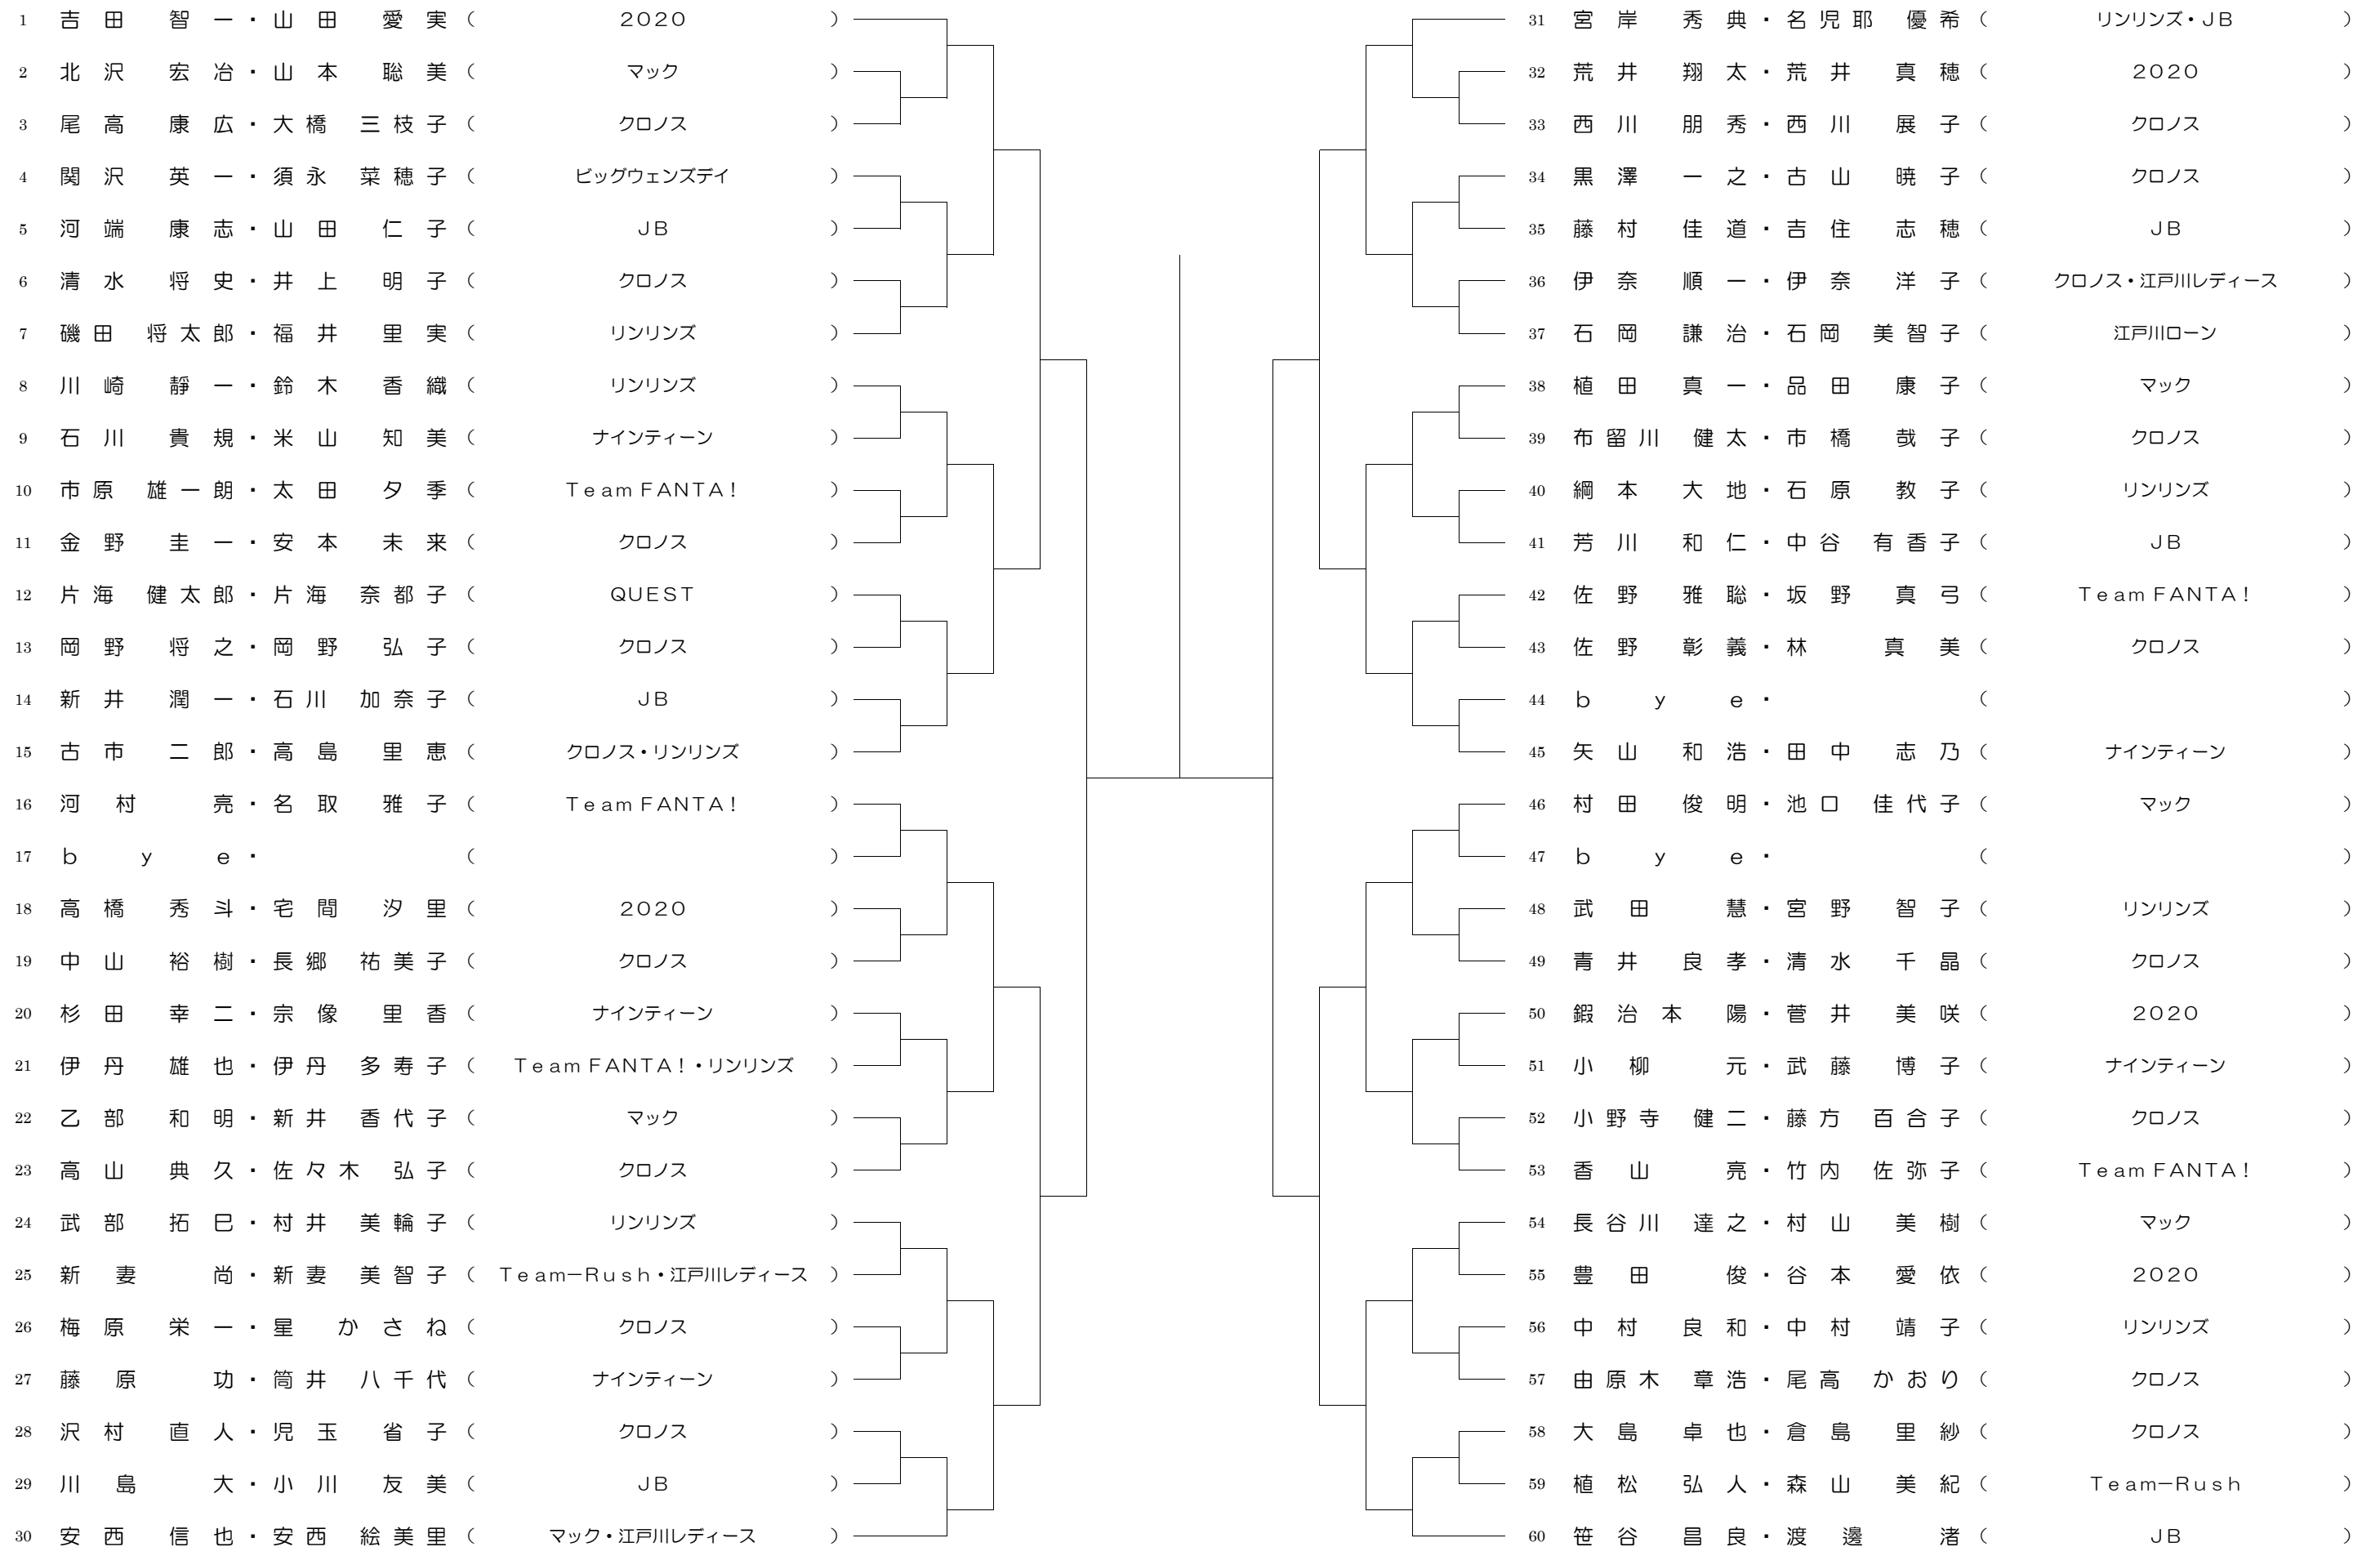 1 吉田 智一・山田 愛実（ 2020 ）
2 北沢 宏冶・山本 聡美（ マック ）
3 尾高 康広・大橋 三枝子（ クロノス ）
4 関沢 英一・須永 菜穂子（ ビッグウェンズデイ ）
5 河端 康志・山田 仁子（ JB ）
6 清水 将史・井上 明子（ クロノス ）
7 磯田 将太郎・福井 里実（ リンリンズ ）
8 川崎 靜一・鈴木 香織（ リンリンズ ）
9 石川 貴規・米山 知美（ ナインティーン ）
10 市原 雄一朗・太田 夕季（ Team FANTA！ ）
11 金野 圭一・安本 未来（ クロノス ）
12 片海 健太郎・片海 奈都子（ QUEST ）
13 岡野 将之・岡野 弘子（ クロノス ）
14 新井 潤一・石川 加奈子（ JB ）
15 古市 二郎・高島 里恵（ クロノス・リンリンズ ）
16 河村 亮・名取 雅子（ Team FANTA！ ）
17 bye・（ ）
18 高橋 秀斗・宅間 汐里（ 2020 ）
19 中山 裕樹・長郷 祐美子（ クロノス ）
20 杉田 幸二・宗像 里香（ ナインティーン ）
21 伊丹 雄也・伊丹 多寿子（ Team FANTA！・リンリンズ ）
22 乙部 和明・新井 香代子（ マック ）
23 高山 典久・佐々木 弘子（ クロノス ）
24 武部 拓巳・村井 美輪子（ リンリンズ ）
25 新妻 尚・新妻 美智子（ Team－Rush・江戸川レディース ）
26 梅原 栄一・星 かさね（ クロノス ）
27 藤原 功・筒井 八千代（ ナインティーン ）
28 沢村 直人・児玉 省子（ クロノス ）
29 川島 大・小川 友美（ JB ）
30 安西 信也・安西 絵美里（ マック・江戸川レディース ）
31 宮岸 秀典・名児耶 優希（ リンリンズ・JB ）
32 荒井 翔太・荒井 真穂（ 2020 ）
33 西川 朋秀・西川 展子（ クロノス ）
34 黒澤 一之・古山 暁子（ クロノス ）
35 藤村 佳道・吉住 志穂（ JB ）
36 伊奈 順一・伊奈 洋子（ クロノス・江戸川レディース ）
37 石岡 謙治・石岡 美智子（ 江戸川ローン ）
38 植田 真一・品田 康子（ マック ）
39 布留川 健太・市橋 哉子（ クロノス ）
40 綱本 大地・石原 教子（ リンリンズ ）
41 芳川 和仁・中谷 有香子（ JB ）
42 佐野 雅聡・坂野 真弓（ Team FANTA！ ）
43 佐野 彰義・林 真美（ クロノス ）
44 bye・（ ）
45 矢山 和浩・田中 志乃（ ナインティーン ）
46 村田 俊明・池口 佳代子（ マック ）
47 bye・（ ）
48 武田 慧・宮野 智子（ リンリンズ ）
49 青井 良孝・清水 千晶（ クロノス ）
50 鍜治本 陽・菅井 美咲（ 2020 ）
51 小柳 元・武藤 博子（ ナインティーン ）
52 小野寺 健二・藤方 百合子（ クロノス ）
53 香山 亮・竹内 佐弥子（ Team FANTA！ ）
54 長谷川 達之・村山 美樹（ マック ）
55 豊田 俊・谷本 愛依（ 2020 ）
56 中村 良和・中村 靖子（ リンリンズ ）
57 由原木 章浩・尾高 かおり（ クロノス ）
58 大島 卓也・倉島 里紗（ クロノス ）
59 植松 弘人・森山 美紀（ Team－Rush ）
60 笹谷 昌良・渡邊 渚（ JB ）